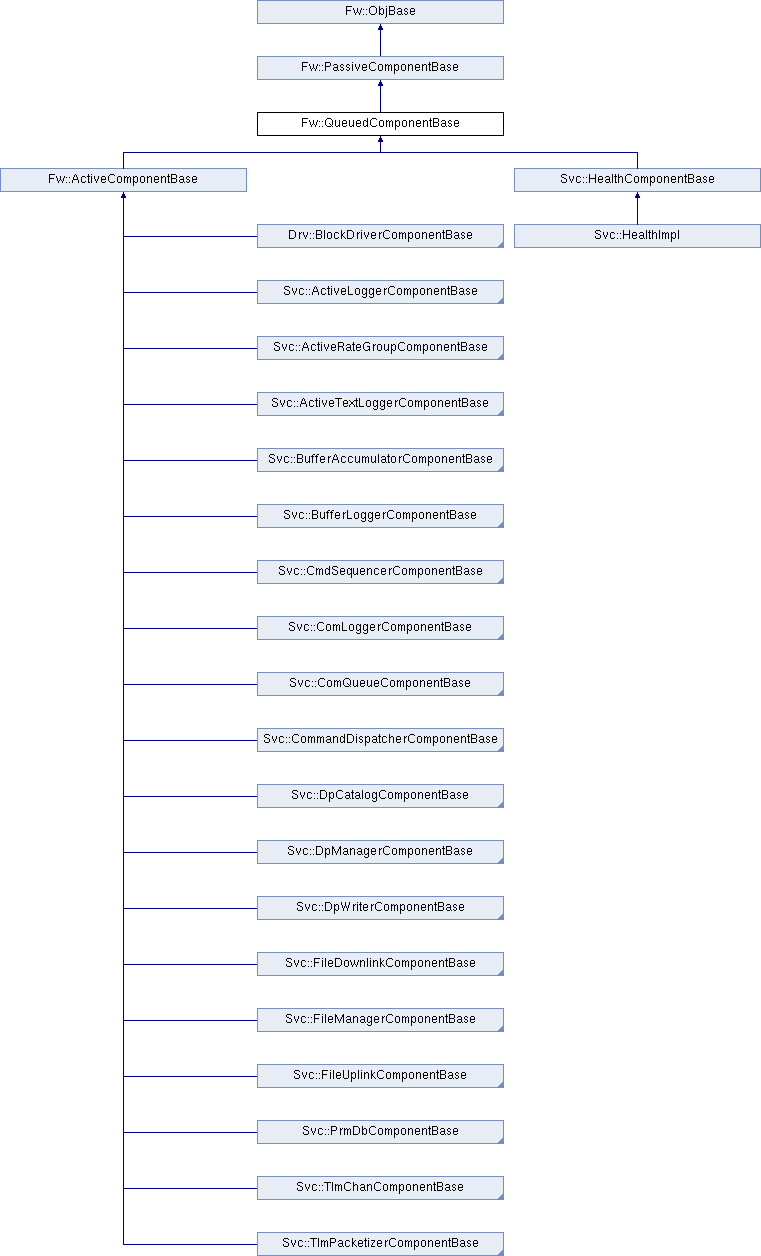 Fw::ObjBase
Fw::PassiveComponentBase
Fw::QueuedComponentBase
Fw::ActiveComponentBase
Svc::HealthComponentBase
Drv::BlockDriverComponentBase
Svc::HealthImpl
Svc::ActiveLoggerComponentBase
Svc::ActiveRateGroupComponentBase
Svc::ActiveTextLoggerComponentBase
Svc::BufferAccumulatorComponentBase
Svc::BufferLoggerComponentBase
Svc::CmdSequencerComponentBase
Svc::ComLoggerComponentBase
Svc::ComQueueComponentBase
Svc::CommandDispatcherComponentBase
Svc::DpCatalogComponentBase
Svc::DpManagerComponentBase
Svc::DpWriterComponentBase
Svc::FileDownlinkComponentBase
Svc::FileManagerComponentBase
Svc::FileUplinkComponentBase
Svc::PrmDbComponentBase
Svc::TlmChanComponentBase
Svc::TlmPacketizerComponentBase